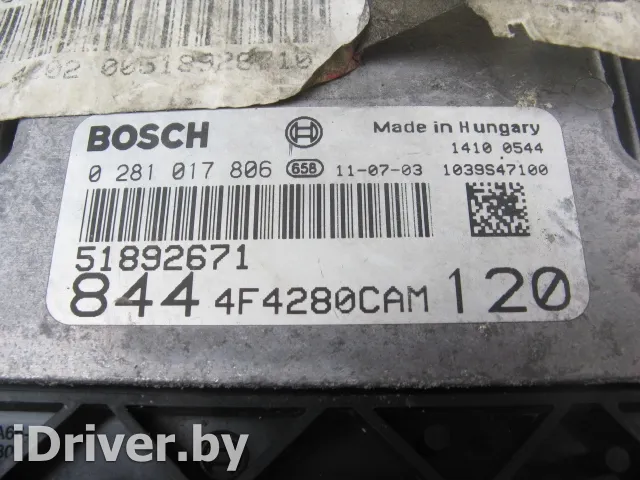 4202 00518928710
BOSCH
Made in Hungary
1410 0544
0 281 017 806 658 11-07-03 1039S47100
51892671
844 4F4280CAM 120
iDriver.by